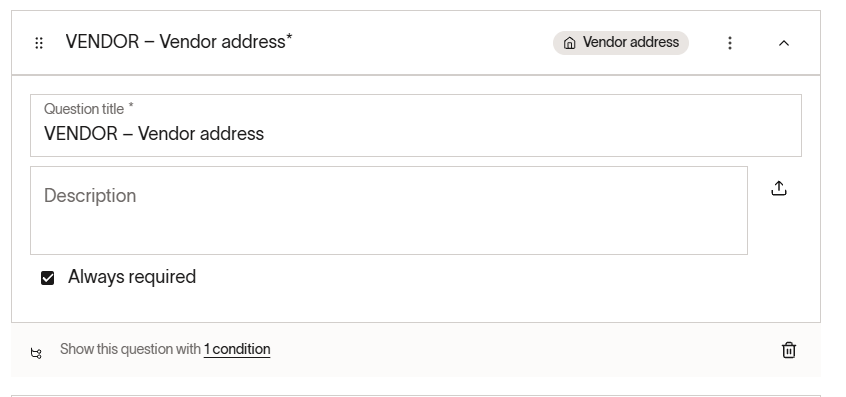 VENDOR – Vendor address*
Vendor address
Question title *
VENDOR – Vendor address
Description
Always required
Show this question with 1 condition